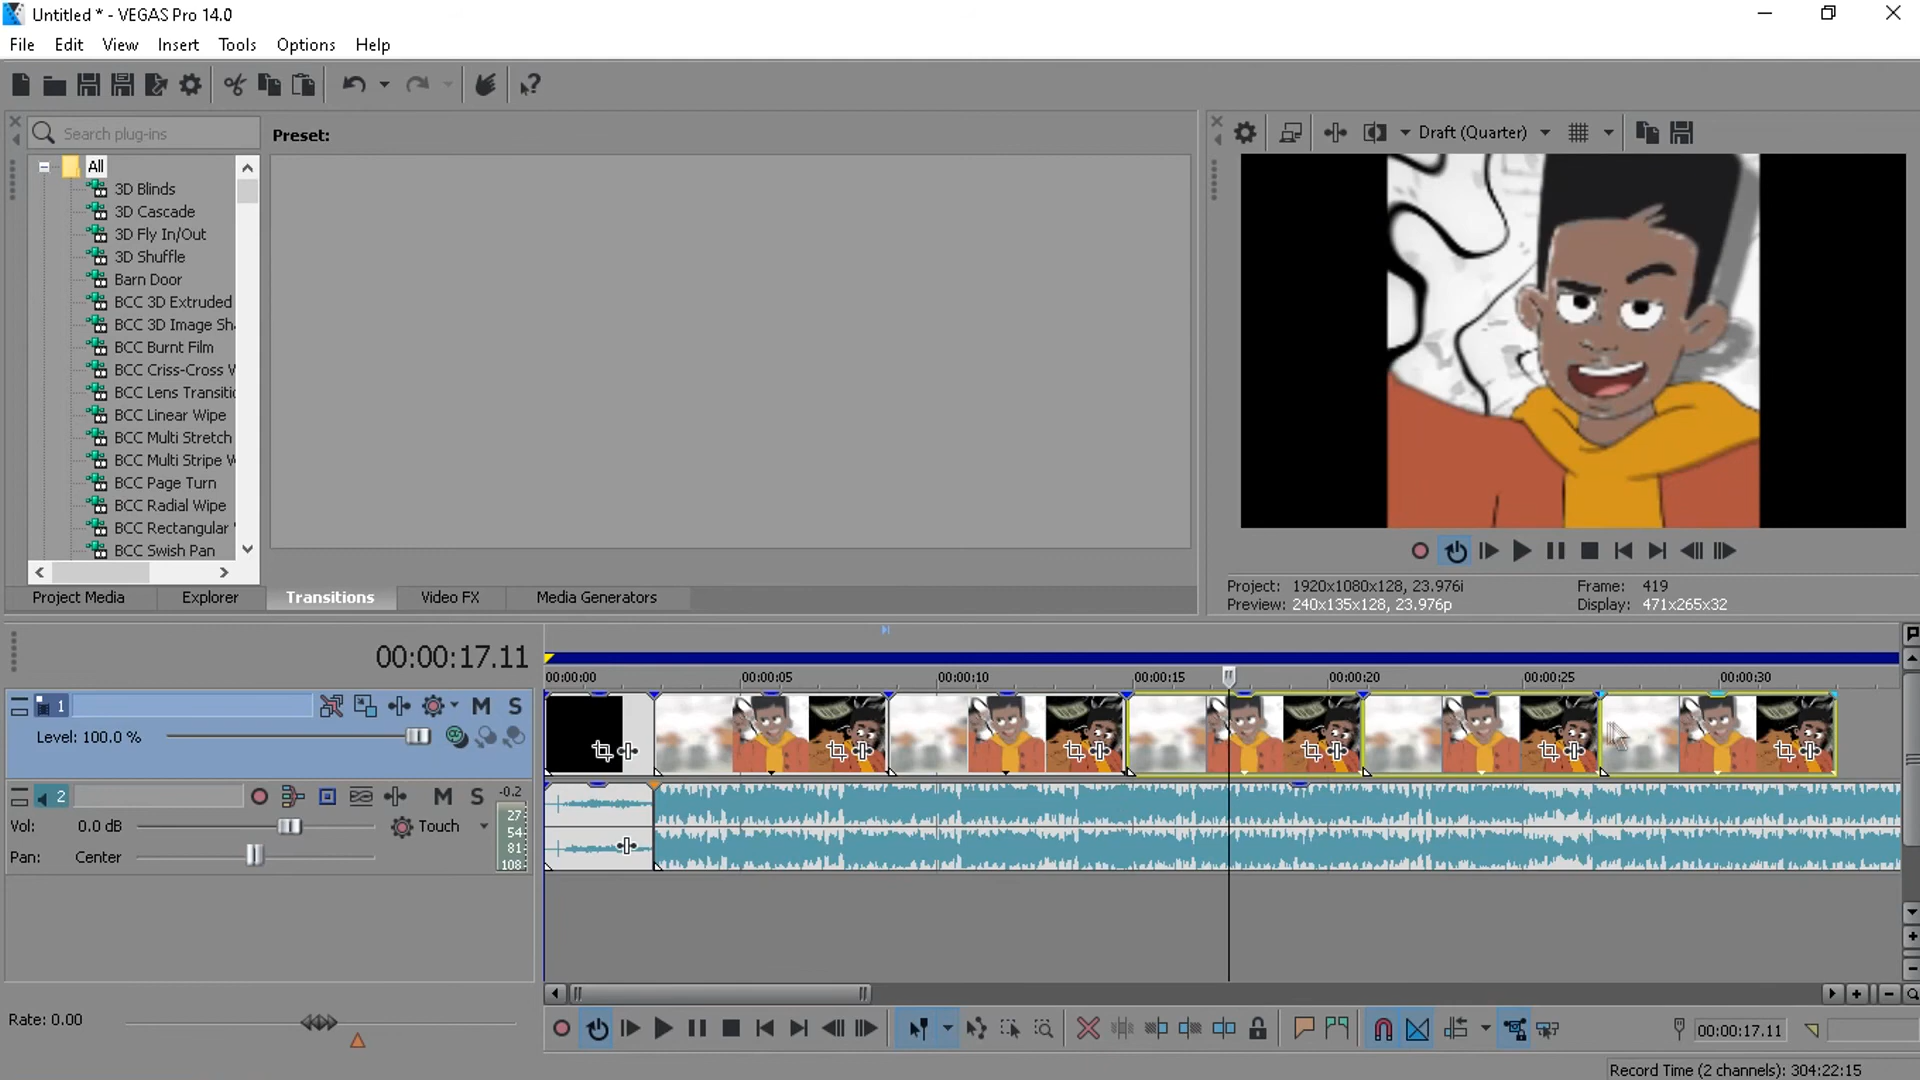 Untitled * - VEGAS Pro 14.0
File Edit View Insert Tools Options Help
Search plug-ins
Preset:
Draft (Quarter)
All
3D Blinds
3D Cascade
3D Fly In/Out
3D Shuffle
Barn Door
BCC 3D Extruded
BCC 3D Image Sh
BCC Burnt Film
BCC Criss-Cross W
BCC Lens Transitio
BCC Linear Wipe
BCC Multi Stretch
BCC Multi Stripe W
BCC Page Turn
BCC Radial Wipe
BCC Rectangular
BCC Swish Pan
Project Media Explorer Transitions Video FX Media Generators
Project: 1920x1080x128, 23.976i Frame: 419
Preview: 240x135x128, 23.976p Display: 471x265x32
00:00:17.11
00:00:00 00:00:05 00:00:10 00:00:15 00:00:20 00:00:25 00:00:30
1 M S
Level: 100.0 %
2 M S -0.2
Vol: 0.0 dB Touch
Pan: Center
27
54
81
108
Rate: 0.00
00:00:17.11
Record Time (2 channels): 304:22:15